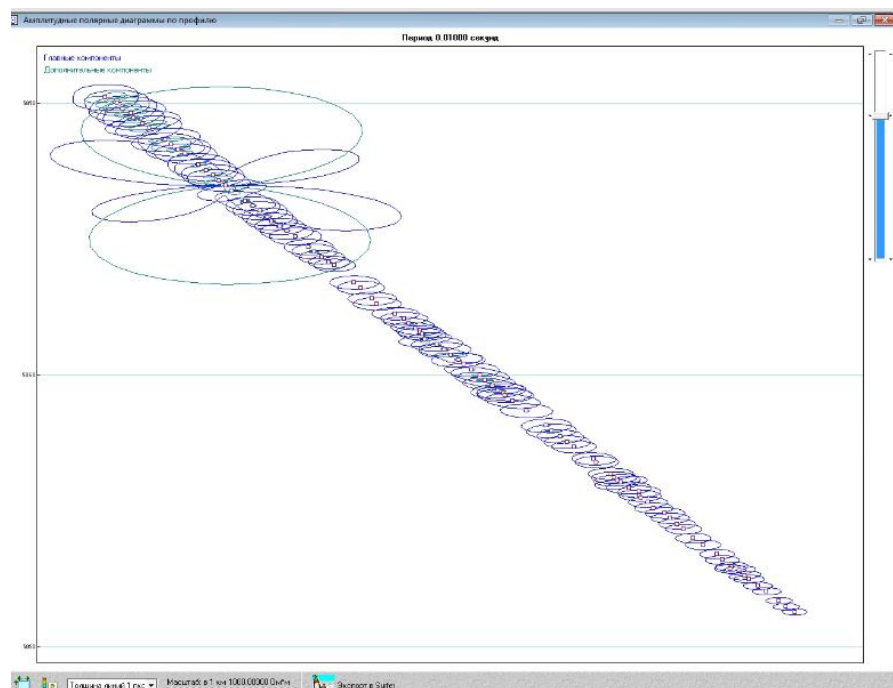 Амплитудные полярные диаграммы по профилю
Период 0.01000 секунд
Главные компоненты
Дополнительные компоненты
Толщина линий 1 пкс
Масштаб: в 1 км 1000.00000 Ом*м
Экспорт в Surfer